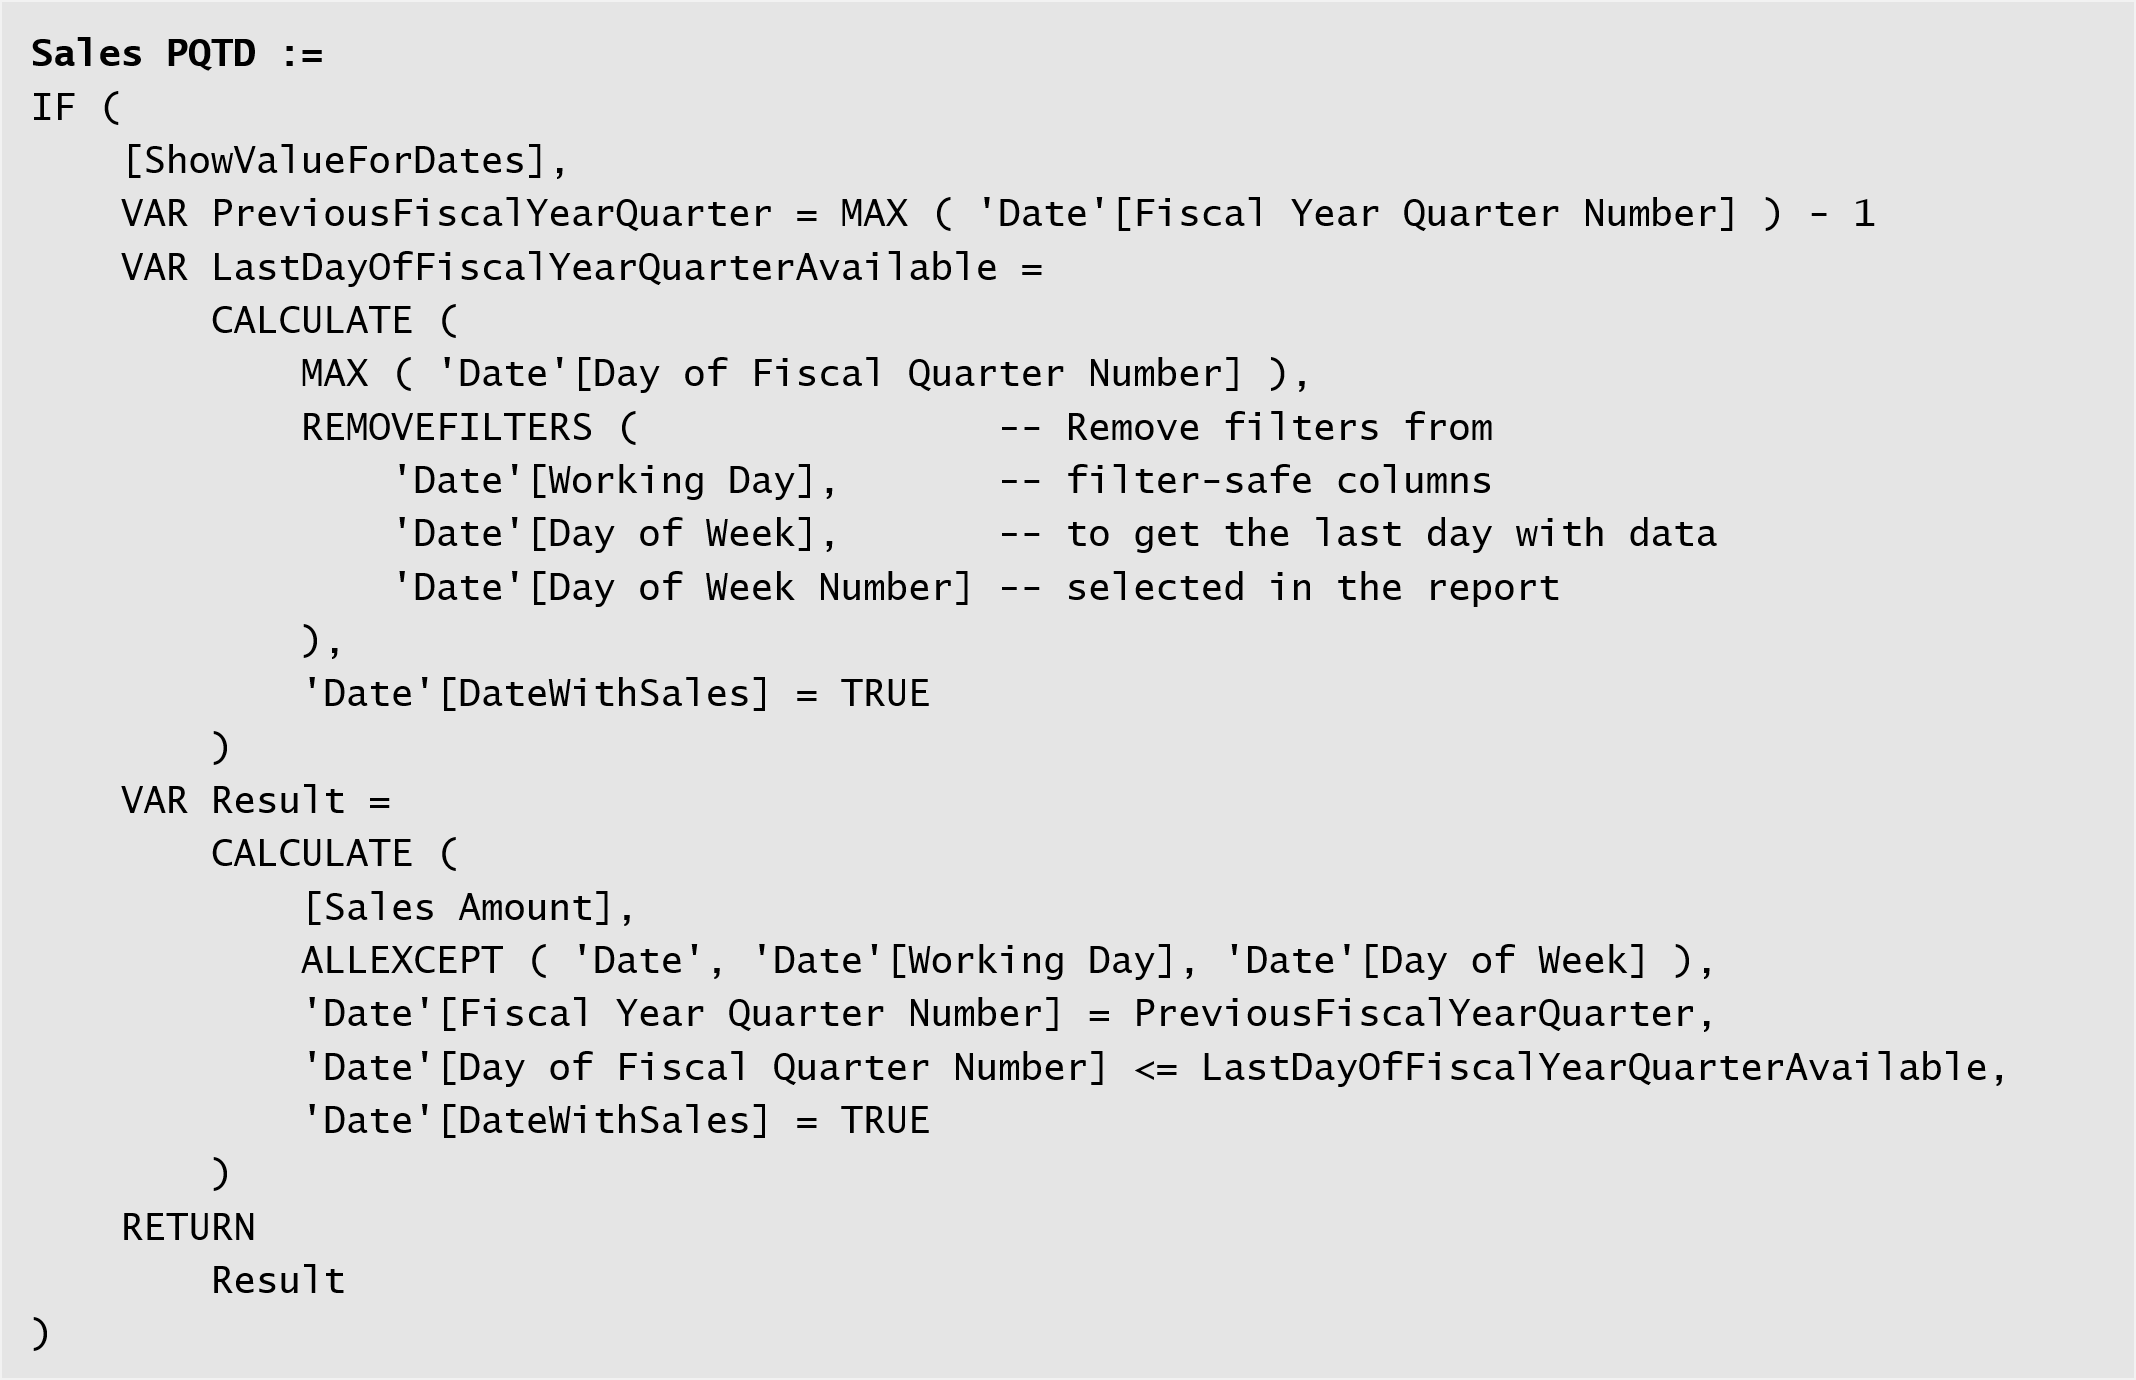 Sales PQTD :=
IF (
    [ShowValueForDates],
    VAR PreviousFiscalYearQuarter = MAX ( 'Date'[Fiscal Year Quarter Number] ) - 1
    VAR LastDayOfFiscalYearQuarterAvailable =
        CALCULATE (
            MAX ( 'Date'[Day of Fiscal Quarter Number] ),
            REMOVEFILTERS (                -- Remove filters from
                'Date'[Working Day],       -- filter-safe columns
                'Date'[Day of Week],       -- to get the last day with data
                'Date'[Day of Week Number] -- selected in the report
            ),
            'Date'[DateWithSales] = TRUE
        )
    VAR Result =
        CALCULATE (
            [Sales Amount],
            ALLEXCEPT ( 'Date', 'Date'[Working Day], 'Date'[Day of Week] ),
            'Date'[Fiscal Year Quarter Number] = PreviousFiscalYearQuarter,
            'Date'[Day of Fiscal Quarter Number] <= LastDayOfFiscalYearQuarterAvailable,
            'Date'[DateWithSales] = TRUE
        )
    RETURN
        Result
)